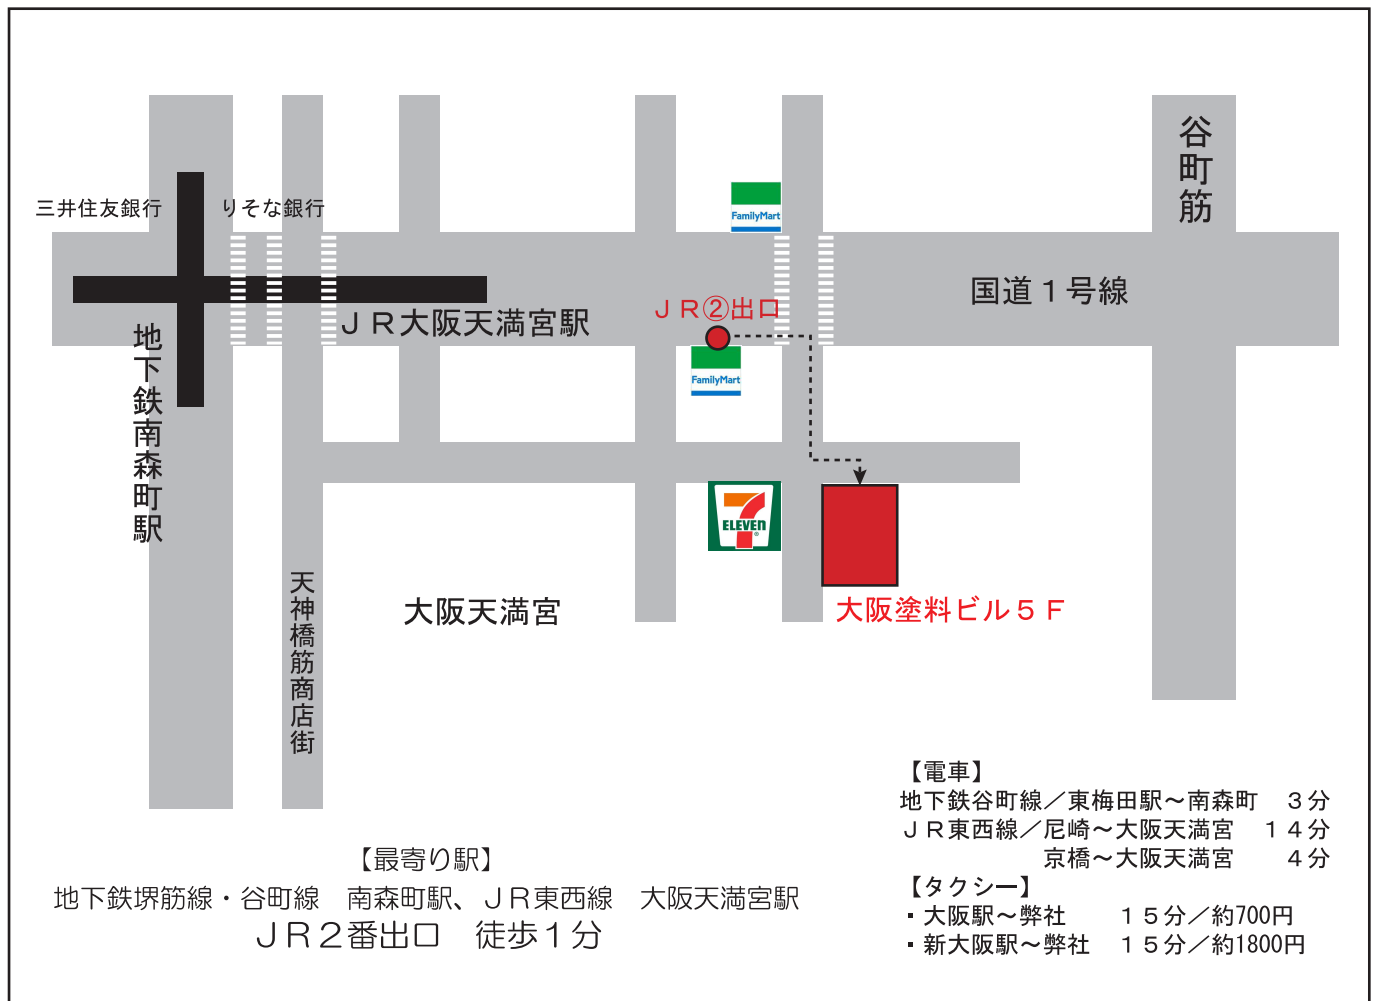 谷町筋
三井住友銀行
りそな銀行
FamilyMart
国道１号線
ＪＲ②出口
ＪＲ大阪天満宮駅
地下鉄南森町駅
FamilyMart
7
ELEVEN
®
天神橋筋商店街
大阪天満宮
大阪塗料ビル５Ｆ
【電車】
地下鉄谷町線／東梅田駅～南森町　３分
ＪＲ東西線／尼崎～大阪天満宮　１４分
京橋～大阪天満宮　　４分
【タクシー】
・大阪駅～弊社　　１５分／約700円
・新大阪駅～弊社　１５分／約1800円
【最寄り駅】
地下鉄堺筋線・谷町線　南森町駅、ＪＲ東西線　大阪天満宮駅
ＪＲ２番出口　徒歩１分